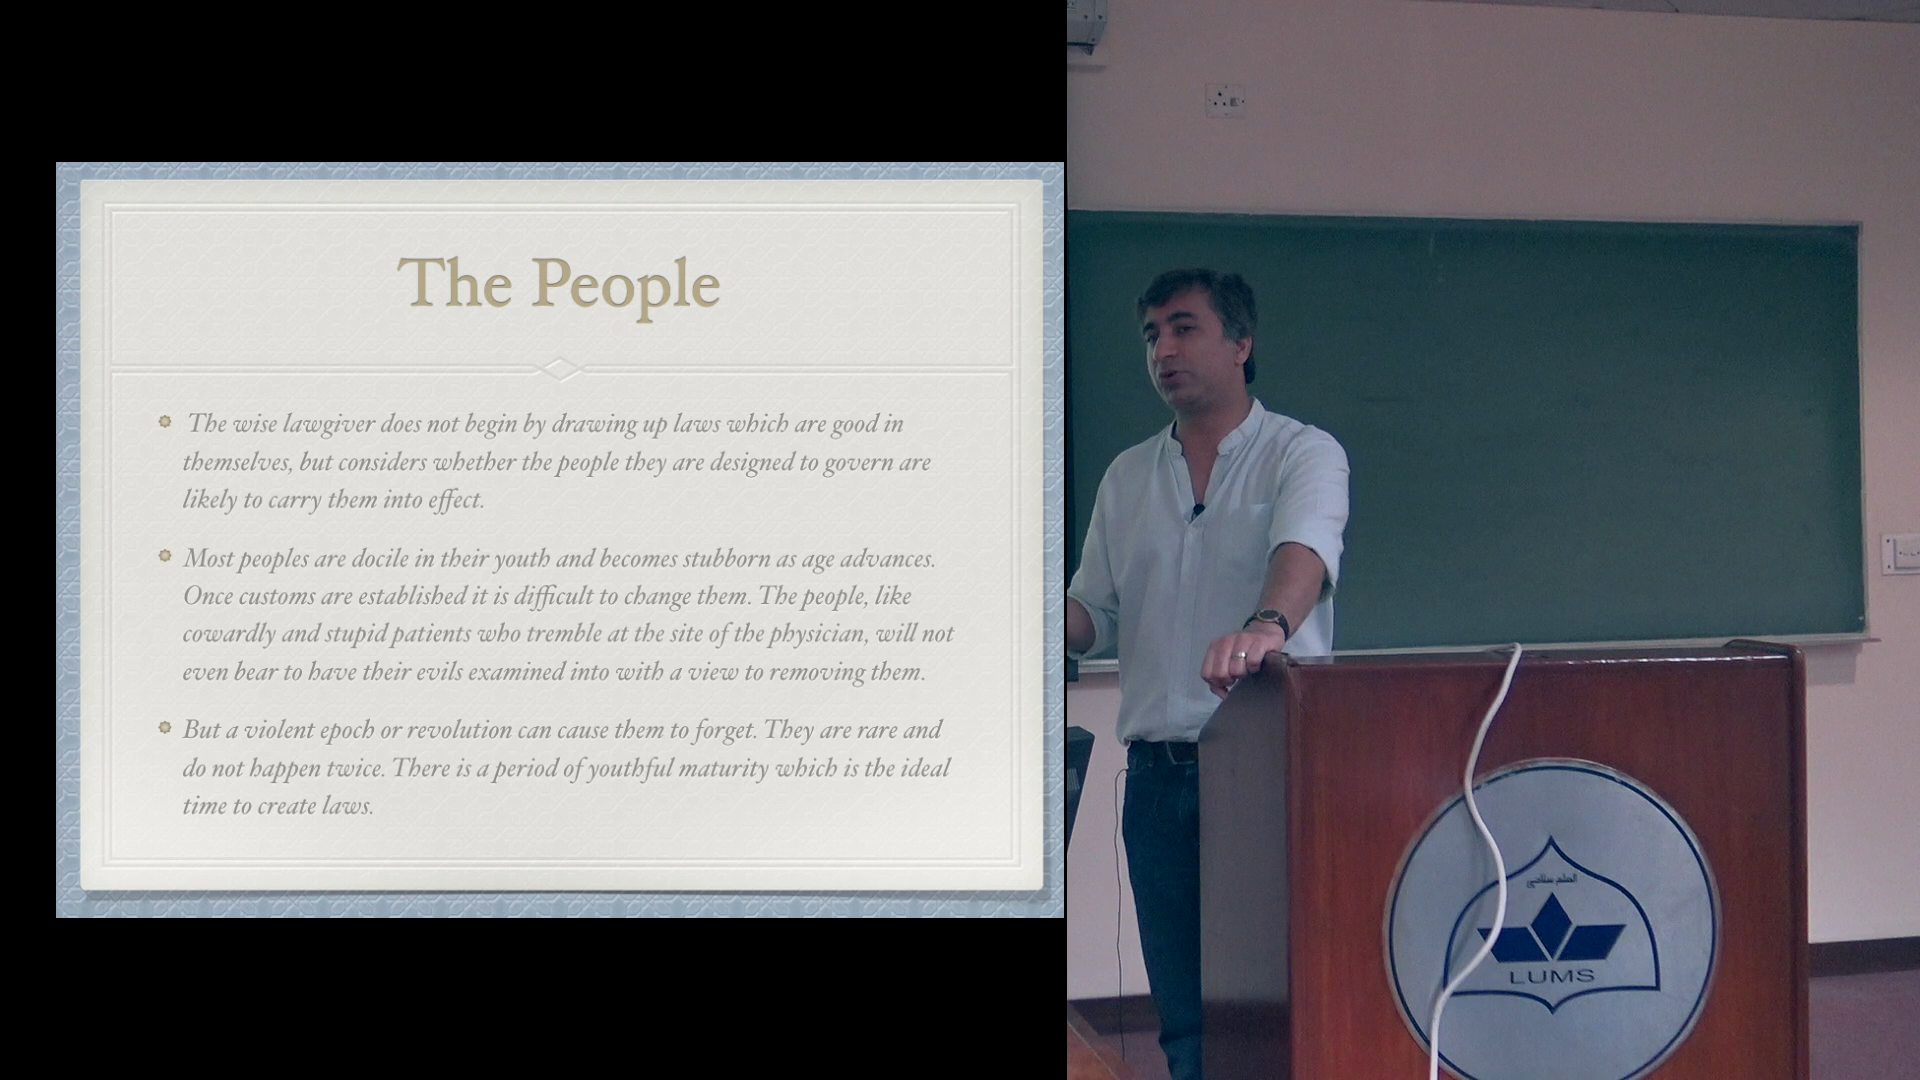 The People
The wise lawgiver does not begin by drawing up laws which are good in
themselves, but considers whether the people they are designed to govern are
likely to carry them into effect.
Most peoples are docile in their youth and becomes stubborn as age advances.
Once customs are established it is difficult to change them. The people, like
cowardly and stupid patients who tremble at the site of the physician, will not
even bear to have their evils examined into with a view to removing them.
But a violent epoch or revolution can cause them to forget. They are rare and
do not happen twice. There is a period of youthful maturity which is the ideal
time to create laws.
LUMS